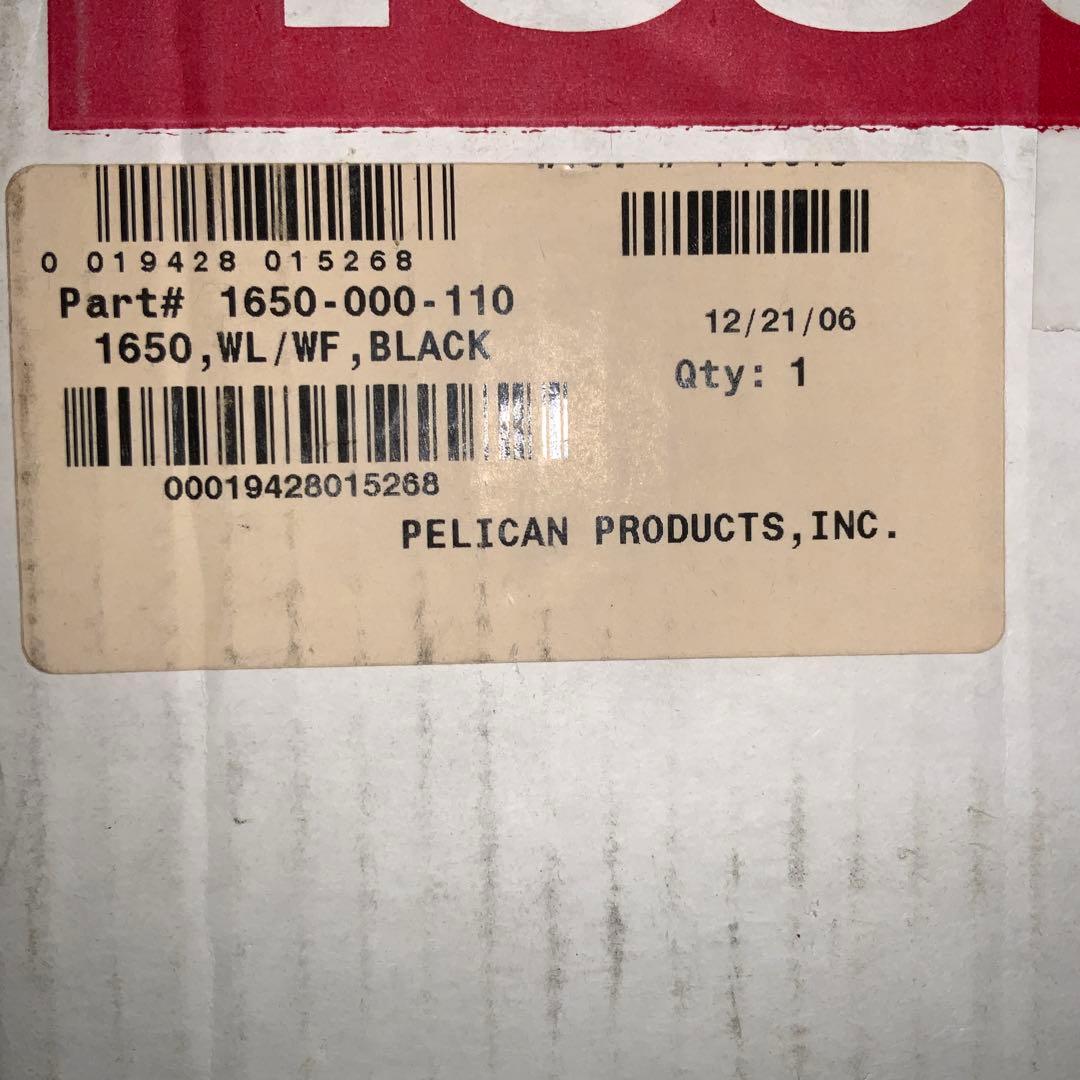 0 019428 015268
Part# 1650-000-110
1650,WL/WF,BLACK
00019428015268
12/21/06
Qty: 1
PELICAN PRODUCTS,INC.